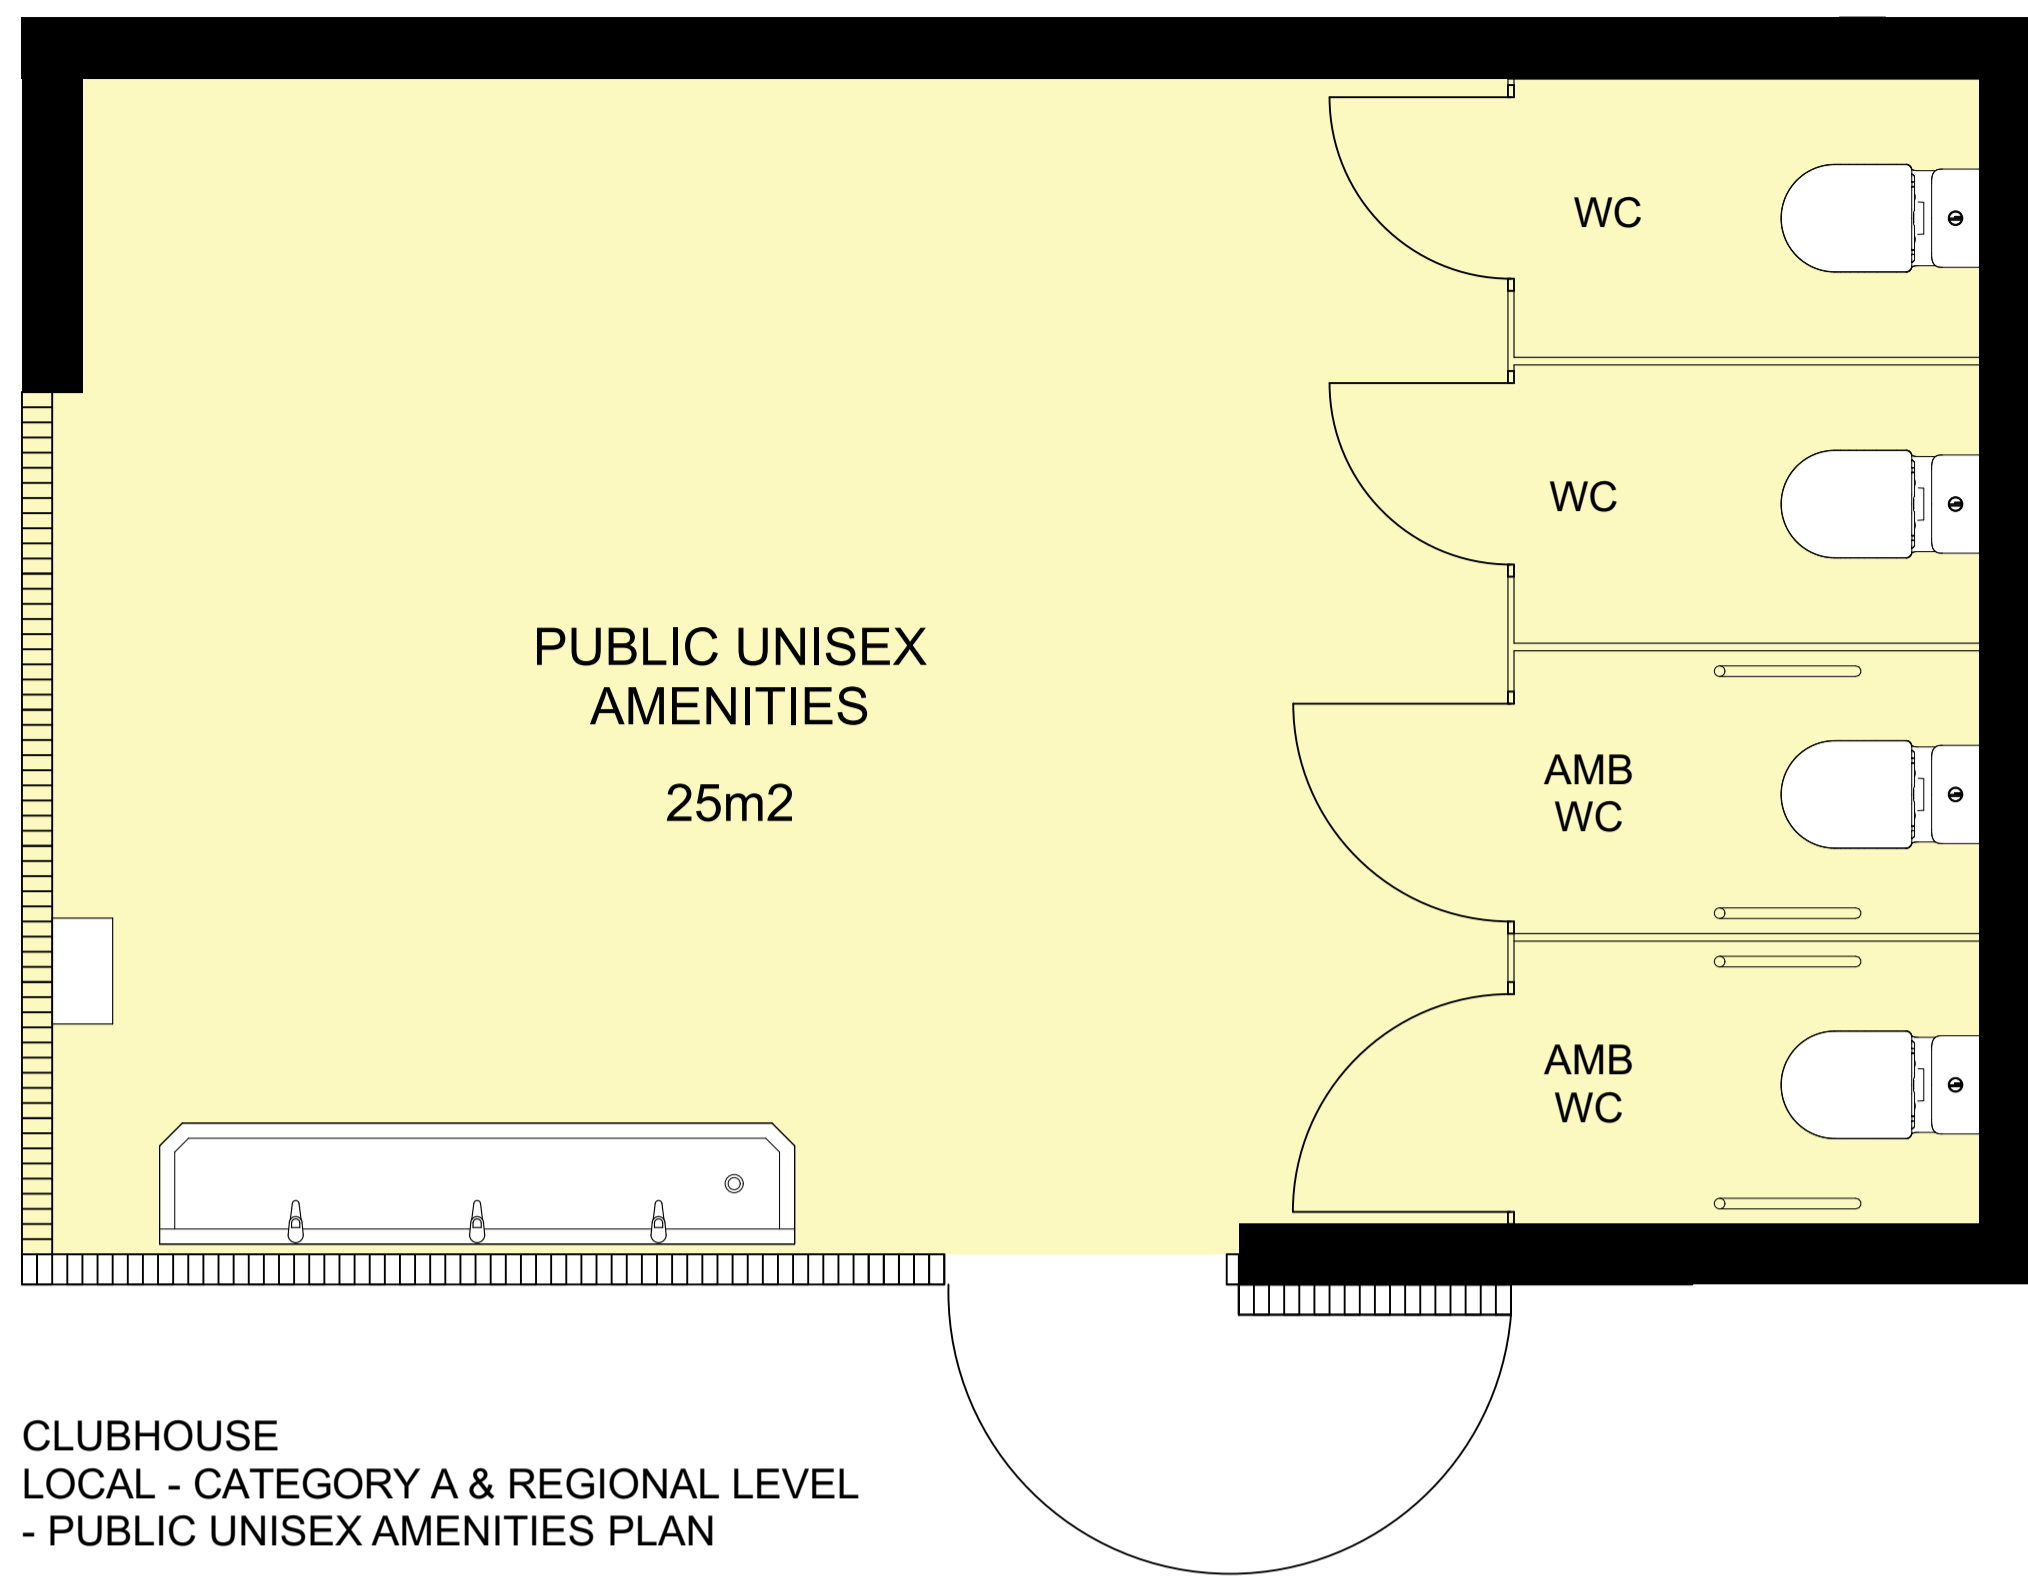 WC
WC
PUBLIC UNISEX
AMENITIES
25m2
AMB
WC
AMB
WC
CLUBHOUSE
LOCAL - CATEGORY A & REGIONAL LEVEL
- PUBLIC UNISEX AMENITIES PLAN